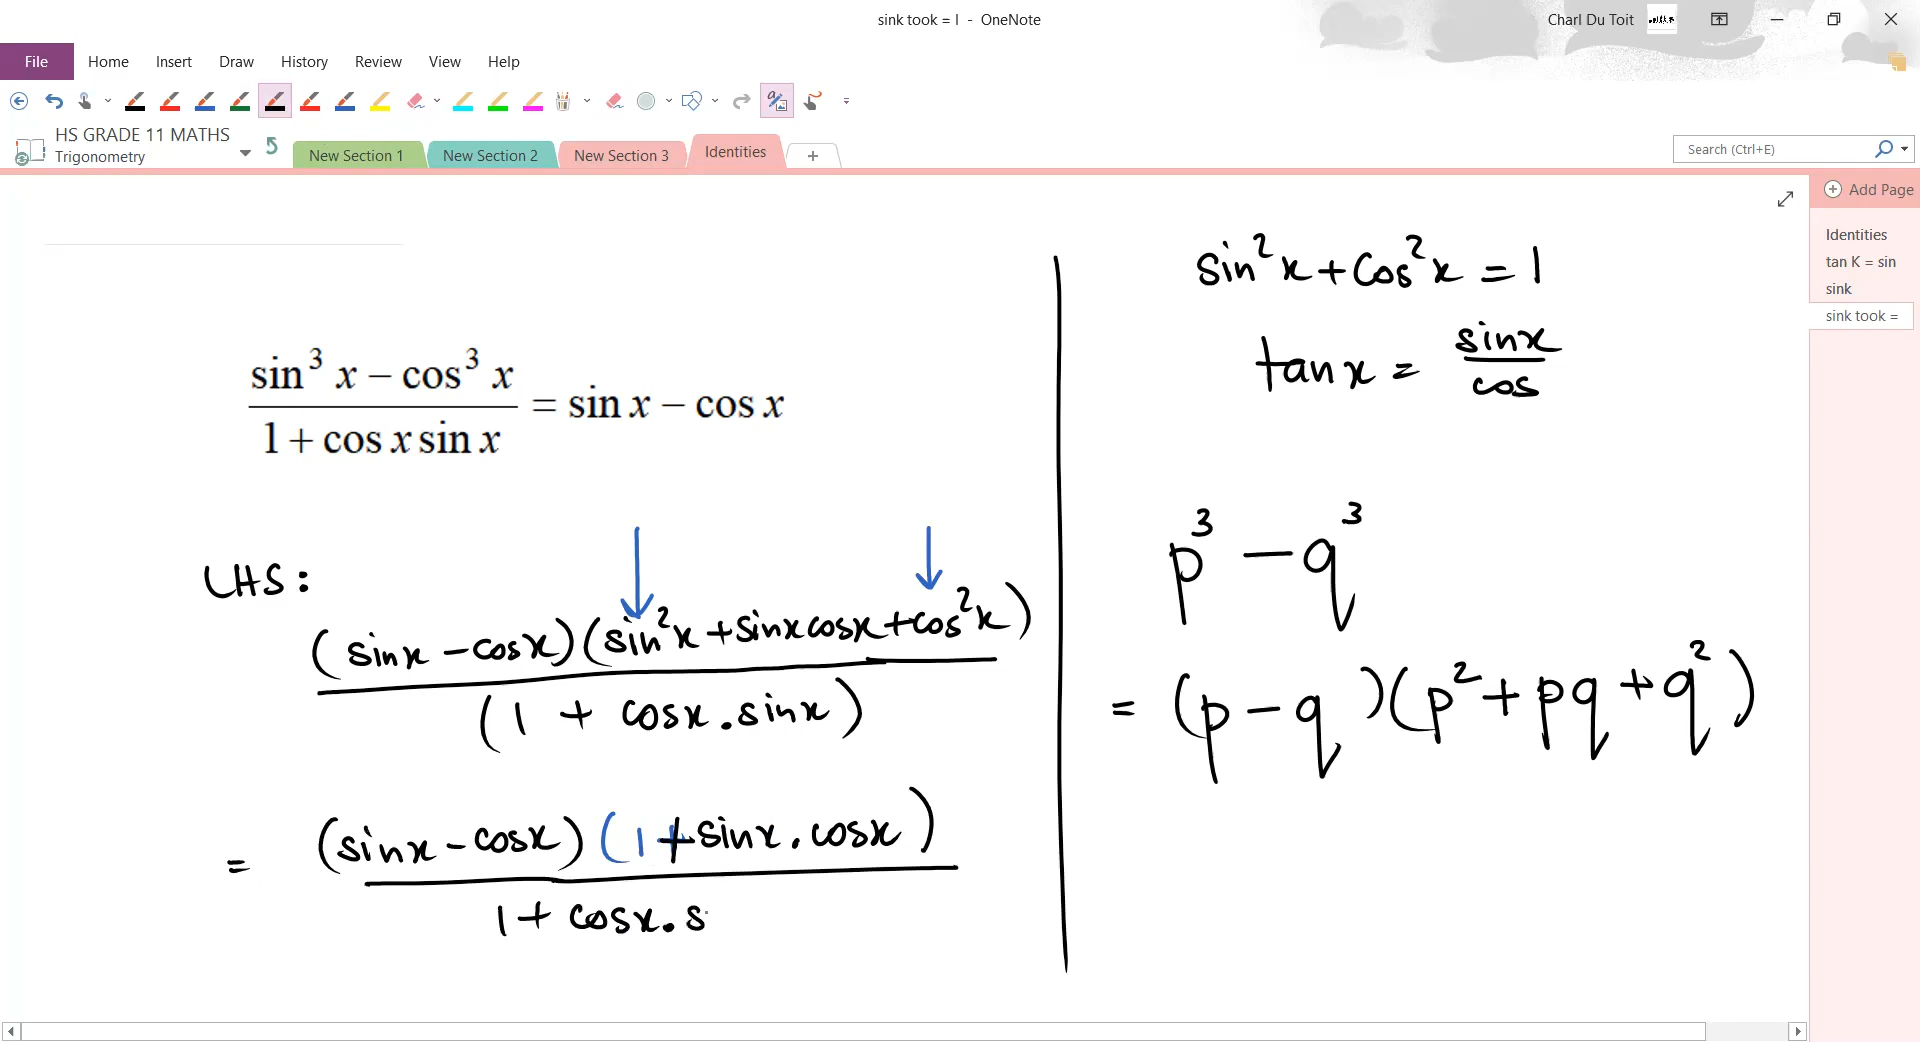 sink took = l - OneNote
Charl Du Toit
File Home Insert Draw History Review View Help
HS GRADE 11 MATHS
Trigonometry
New Section 1 New Section 2 New Section 3 Identities +
Search (Ctrl+E)
Add Page
Identities
tan K = sin
sink
sink took =
sin³ x − cos³ x
1 + cos x sin x
= sin x − cos x
LHS:
(sinx − cosx)(sin²x + sinxcosx + cos²x)
(1 + cosx.sinx)
= (sinx − cosx)(1 + sinx.cosx)
1 + cosx.s
sin²x + cos²x = 1
tanx = sinx
cos
p³ − q³
= (p − q)(p² + pq + q²)